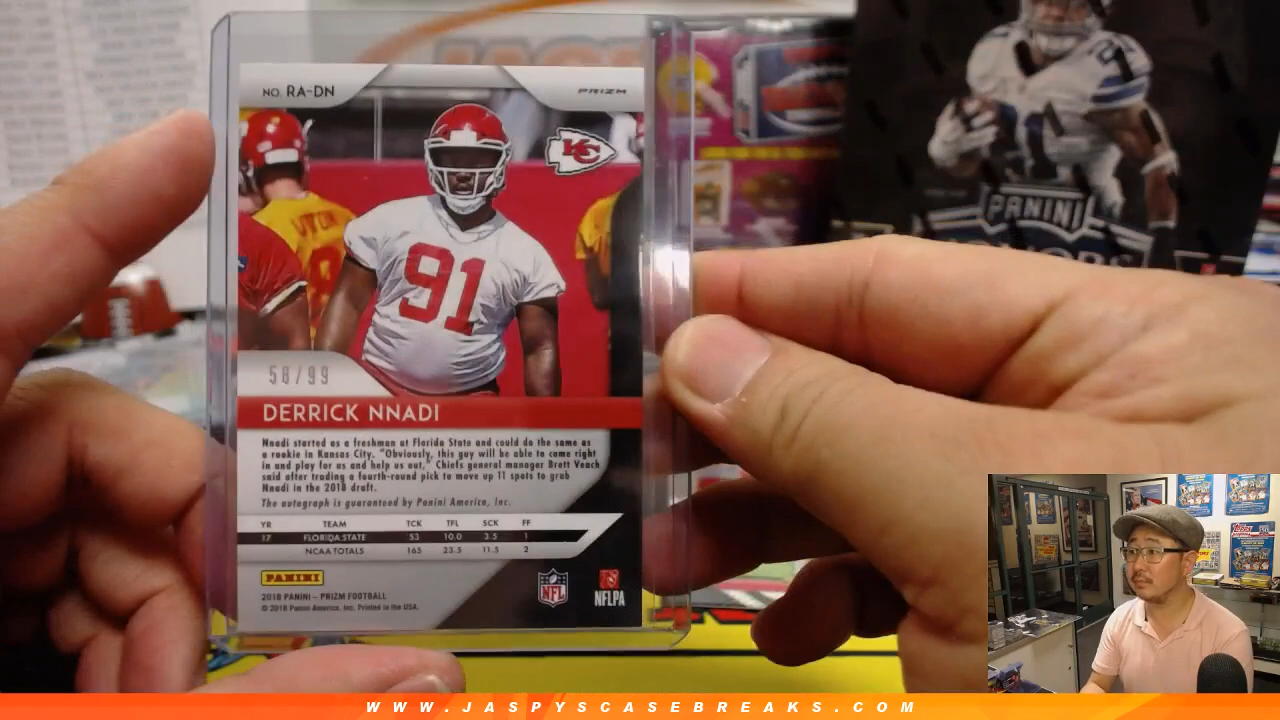 NO. RA-DN
PRIZM
KC
91
58/99
DERRICK NNADI
Nnadi started as a freshman at Florida State and could do the same as
a rookie in Kansas City. "Obviously, this guy will be able to come right
in and play for us and help us out," Chiefs general manager Brett Veach
said after trading a fourth-round pick to move up 11 spots to grab
Nnadi in the 2018 draft.
The autograph is guaranteed by Panini America, Inc.
YR TEAM TCK TFL SCK FF
17 FLORIDA STATE 53 10.0 3.5 1
NCAA TOTALS 165 23.5 11.5 2
PANINI
2018 PANINI – PRIZM FOOTBALL
© 2018 Panini America, Inc. Printed in the USA.
NFL
NFLPA
21
PANINI
Topps
WWW.JASPYSCASEBREAKS.COM